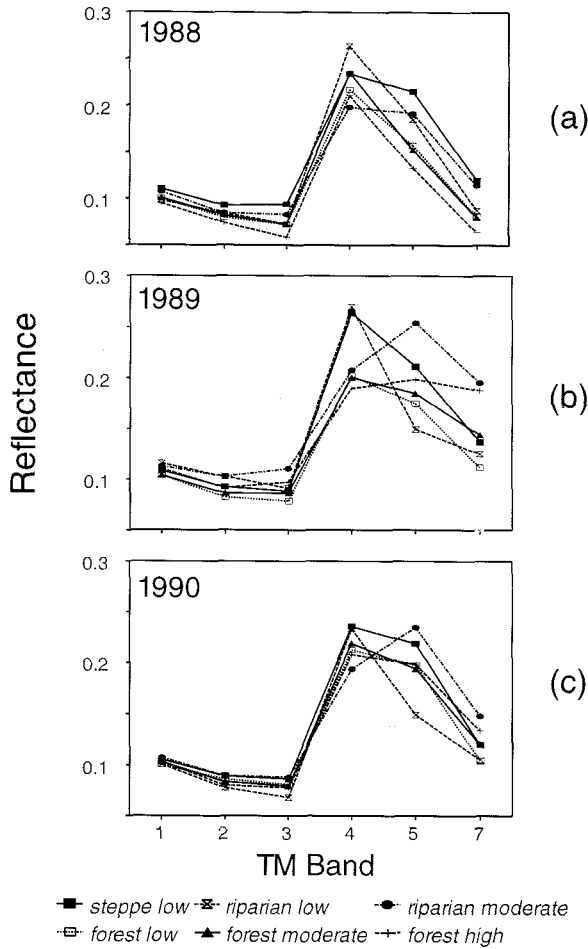 0.3
1988
0.2
(a)
0.1
0.3
1989
0.2
(b)
0.1
Reflectance
0.3
1990
0.2
(c)
0.1
1 2 3 4 5 7
TM Band
steppe low riparian low riparian moderate
forest low forest moderate forest high